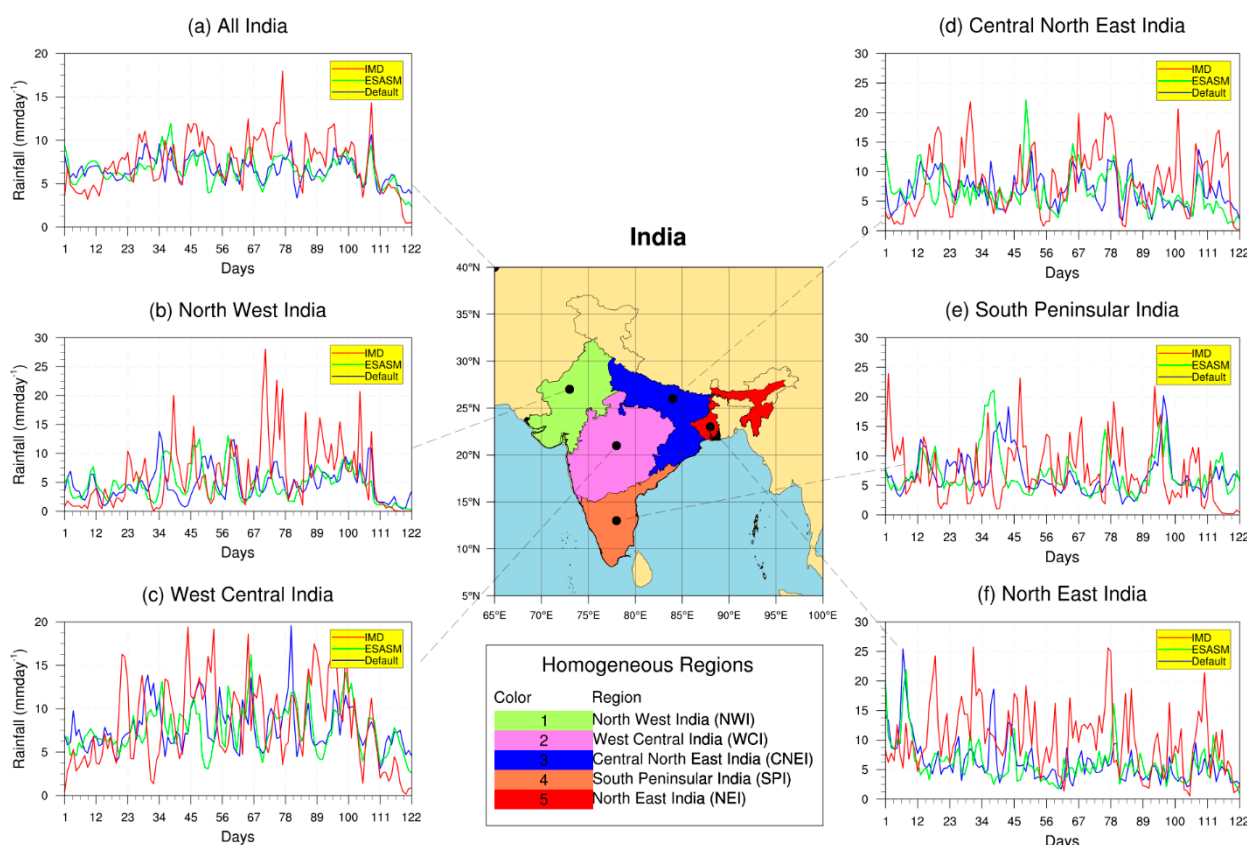 (a) All India
20
15
10
5
0
Rainfall (mmday-1)
IMD
ESASM
Default
1 12 23 34 45 56 67 78 89 100 111 122
Days
(b) North West India
30
25
20
15
10
5
0
Rainfall (mmday-1)
IMD
ESASM
Default
1 12 23 34 45 56 67 78 89 100 111 122
Days
(c) West Central India
20
15
10
5
0
Rainfall (mmday-1)
IMD
ESASM
Default
1 12 23 34 45 56 67 78 89 100 111 122
Days
India
40°N
35°N
30°N
25°N
20°N
15°N
10°N
5°N
65°E 70°E 75°E 80°E 85°E 90°E 95°E 100°E
Homogeneous Regions
Color Region
1 North West India (NWI)
2 West Central India (WCI)
3 Central North East India (CNEI)
4 South Peninsular India (SPI)
5 North East India (NEI)
(d) Central North East India
30
25
20
15
10
5
0
IMD
ESASM
Default
1 12 23 34 45 56 67 78 89 100 111 122
Days
(e) South Peninsular India
30
25
20
15
10
5
0
IMD
ESASM
Default
1 12 23 34 45 56 67 78 89 100 111 122
Days
(f) North East India
30
25
20
15
10
5
0
IMD
ESASM
Default
1 12 23 34 45 56 67 78 89 100 111 122
Days